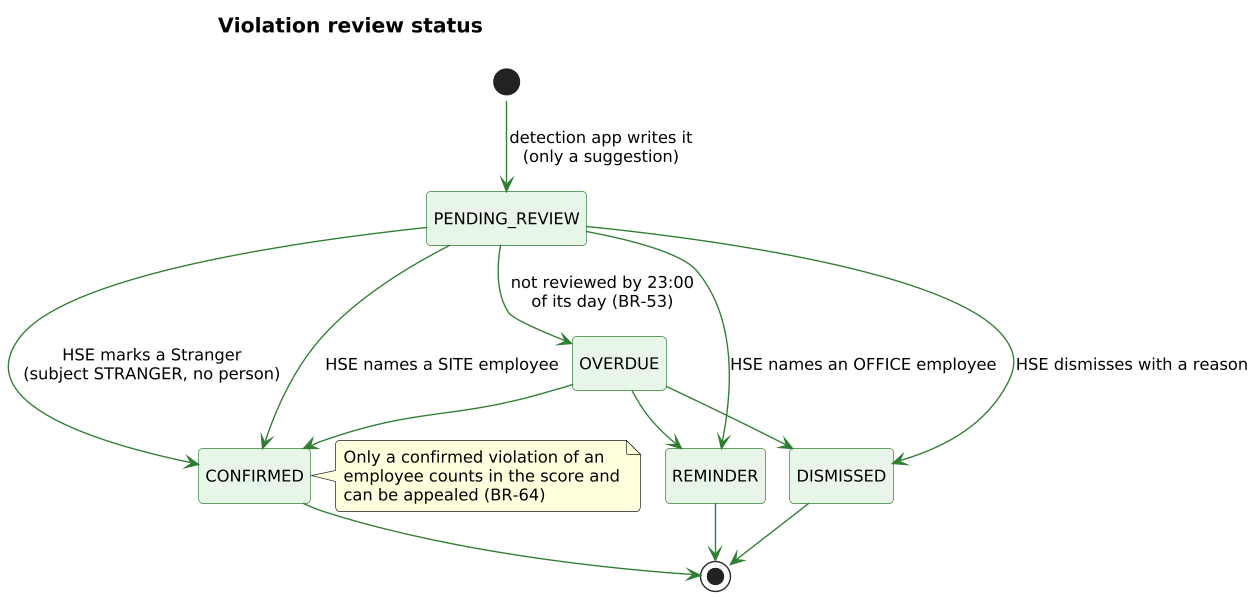 Violation review status
detection app writes it
(only a suggestion)
PENDING_REVIEW
not reviewed by 23:00
of its day (BR-53)
HSE marks a Stranger
(subject STRANGER, no person)
HSE names a SITE employee
OVERDUE
HSE names an OFFICE employee
HSE dismisses with a reason
CONFIRMED
Only a confirmed violation of an
employee counts in the score and
can be appealed (BR-64)
REMINDER
DISMISSED